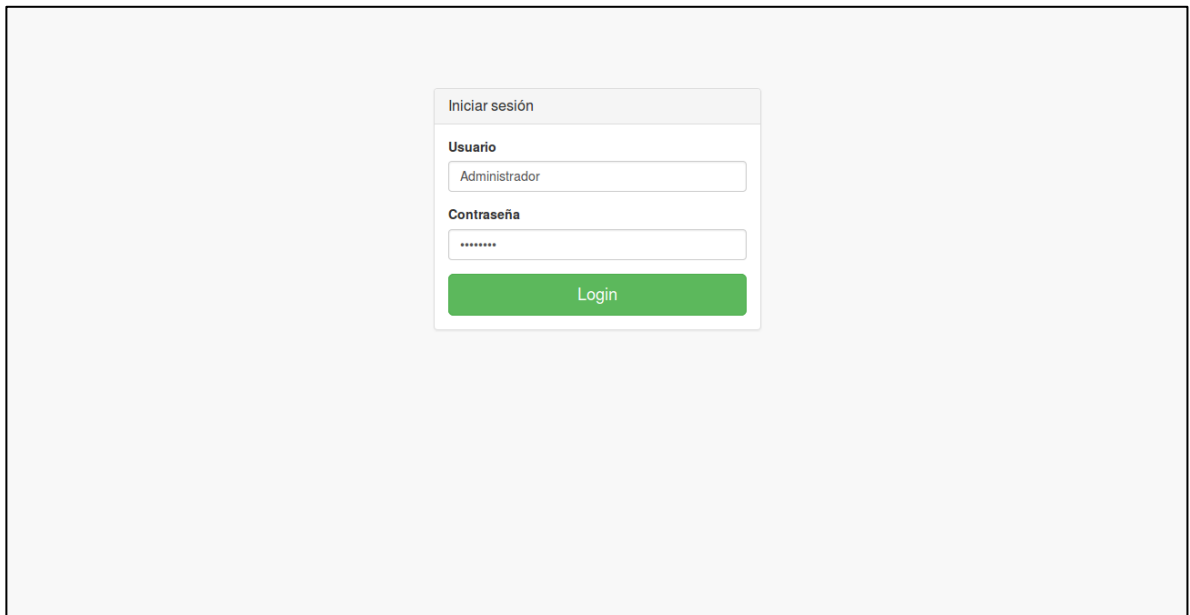 Iniciar sesión
Usuario
Administrador
Contraseña
••••••••
Login